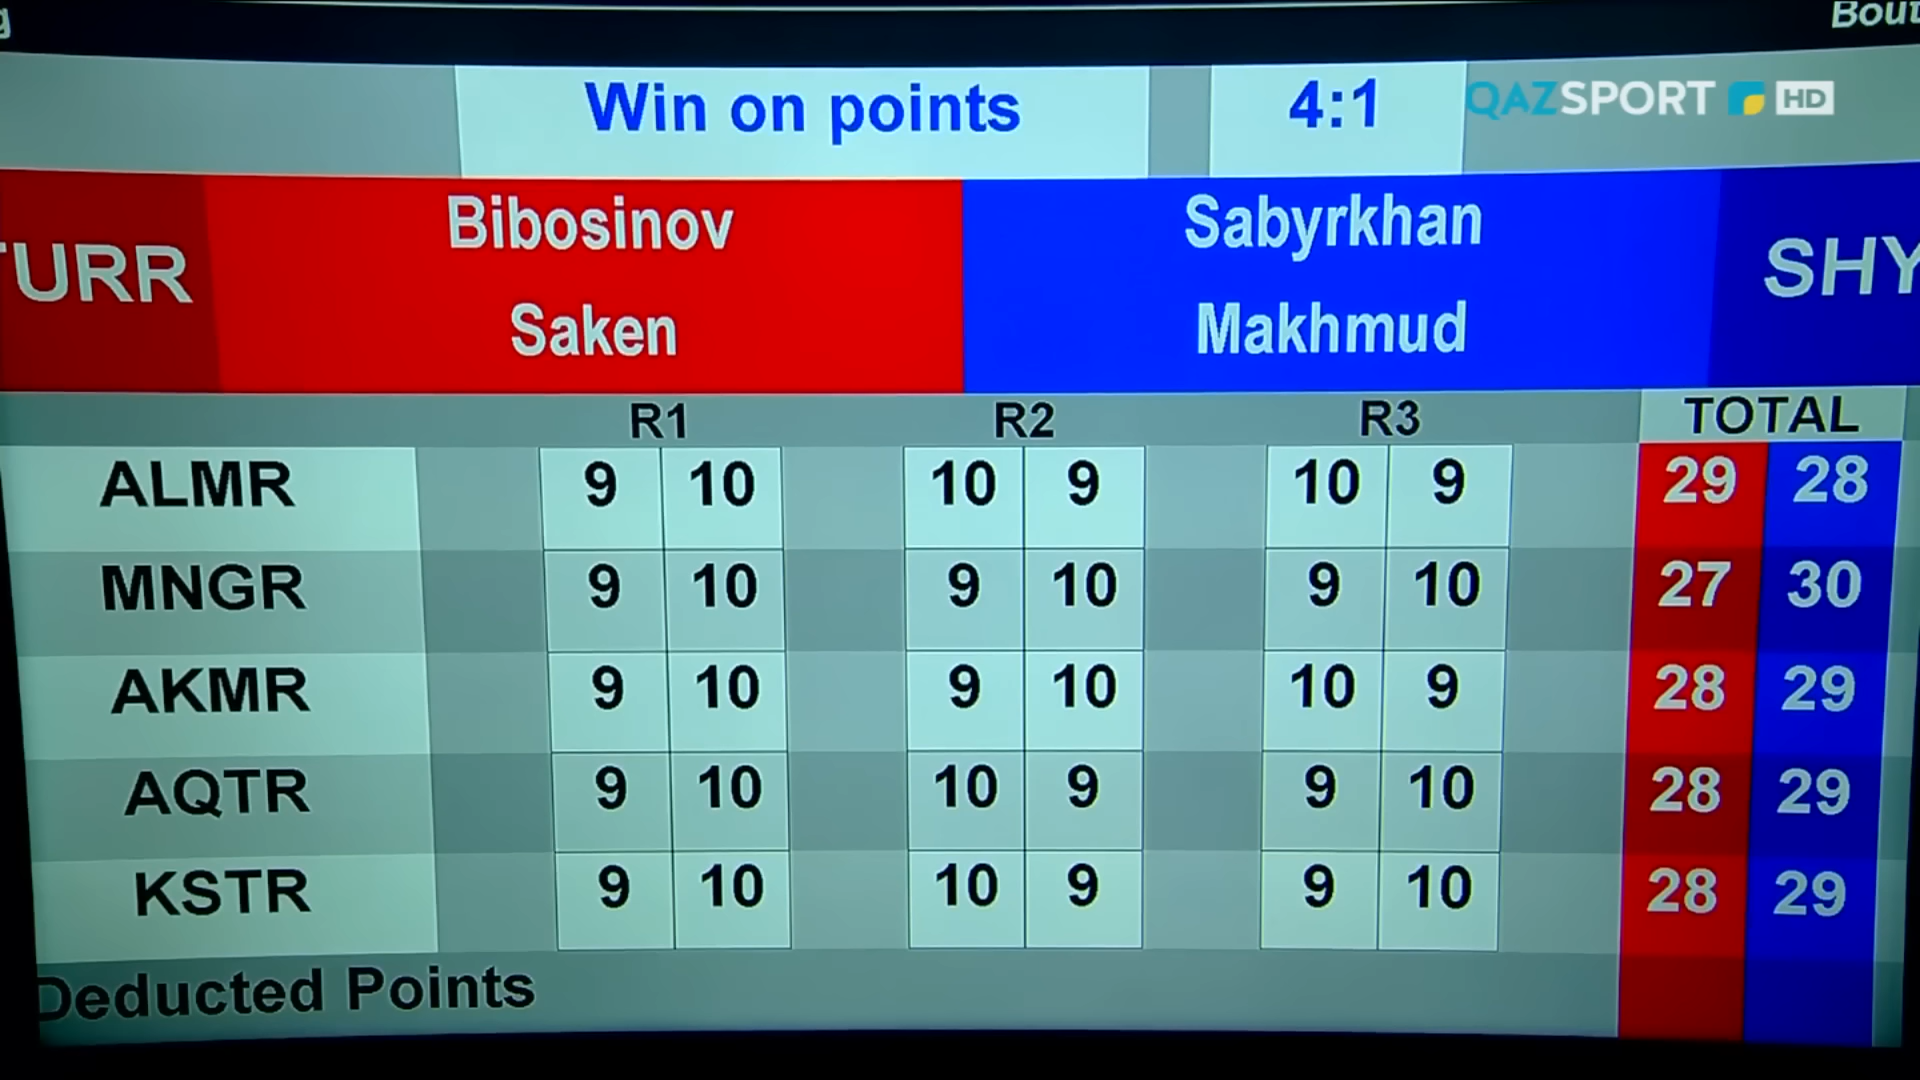 Bout
Win on points 4:1 QAZSPORT HD
TURR Bibosinov Saken Sabyrkhan Makhmud SHY
R1 R2 R3 TOTAL
ALMR 9 10 10 9 10 9 29 28
MNGR 9 10 9 10 9 10 27 30
AKMR 9 10 9 10 10 9 28 29
AQTR 9 10 10 9 9 10 28 29
KSTR 9 10 10 9 9 10 28 29
Deducted Points